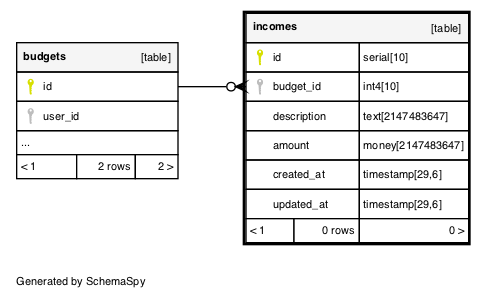 budgets [table]
id
user_id
...
< 1 2 rows 2 >
incomes [table]
id serial[10]
budget_id int4[10]
description text[2147483647]
amount money[2147483647]
created_at timestamp[29,6]
updated_at timestamp[29,6]
< 1 0 rows 0 >
Generated by SchemaSpy